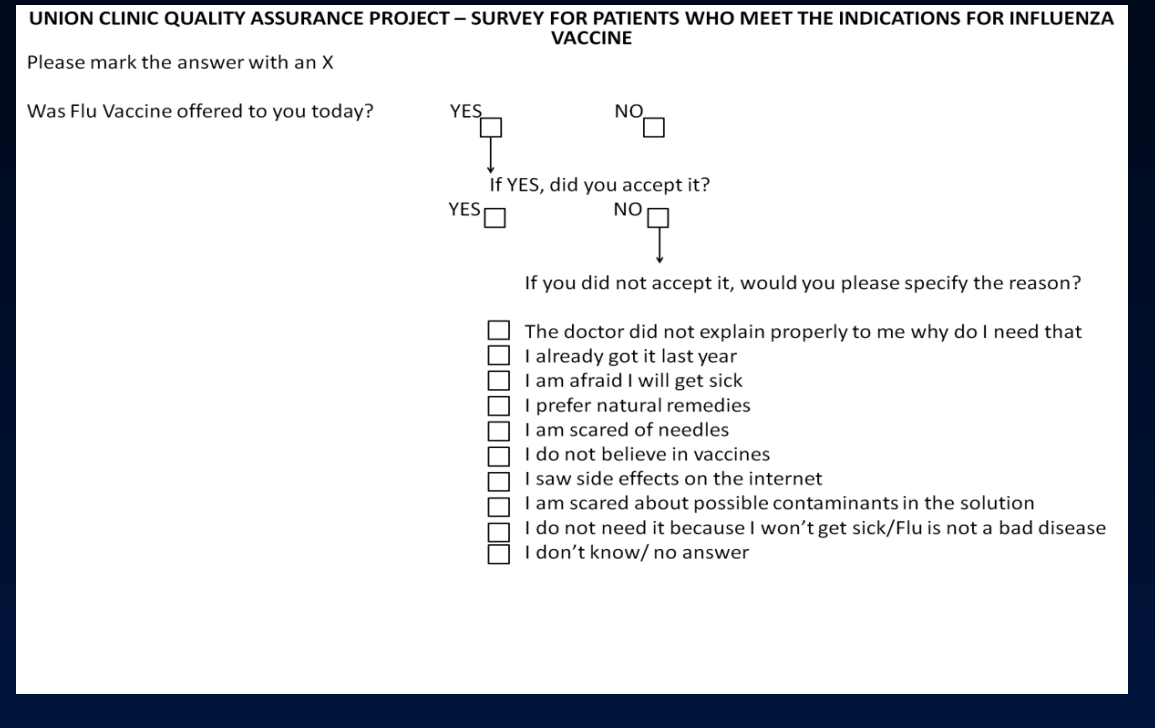 UNION CLINIC QUALITY ASSURANCE PROJECT – SURVEY FOR PATIENTS WHO MEET THE INDICATIONS FOR INFLUENZA
VACCINE
Please mark the answer with an X
Was Flu Vaccine offered to you today? YES NO
If YES, did you accept it?
YES NO
If you did not accept it, would you please specify the reason?
The doctor did not explain properly to me why do I need that
I already got it last year
I am afraid I will get sick
I prefer natural remedies
I am scared of needles
I do not believe in vaccines
I saw side effects on the internet
I am scared about possible contaminants in the solution
I do not need it because I won’t get sick/Flu is not a bad disease
I don’t know/ no answer